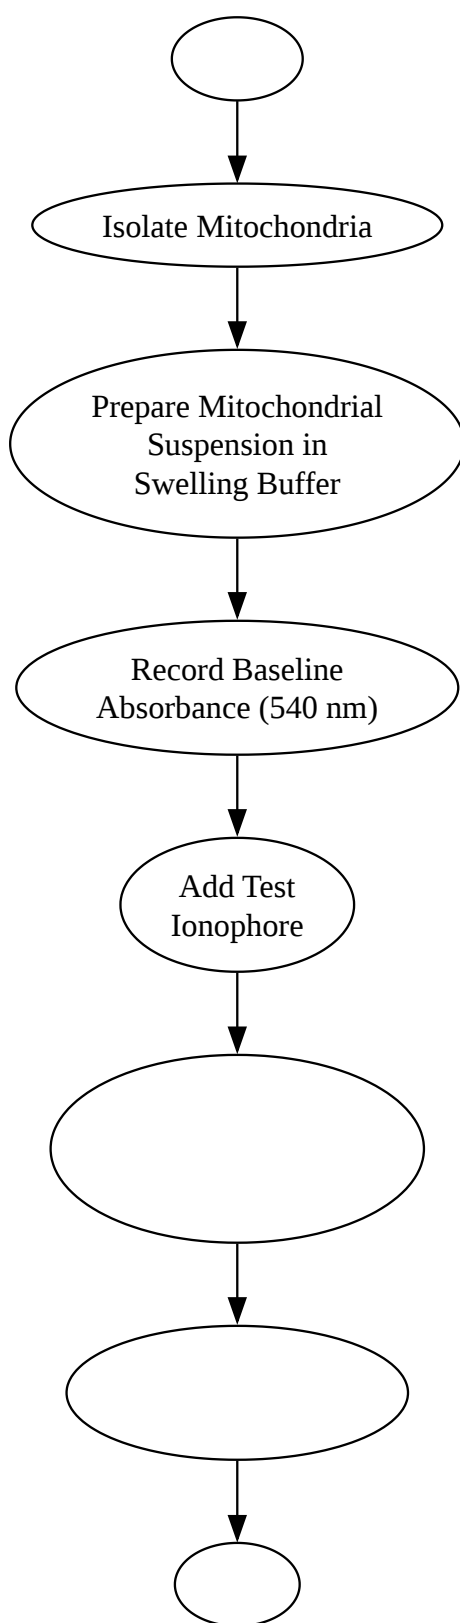 Isolate Mitochondria
Prepare Mitochondrial
Suspension in
Swelling Buffer
Record Baseline
Absorbance (540 nm)
Add Test
Ionophore